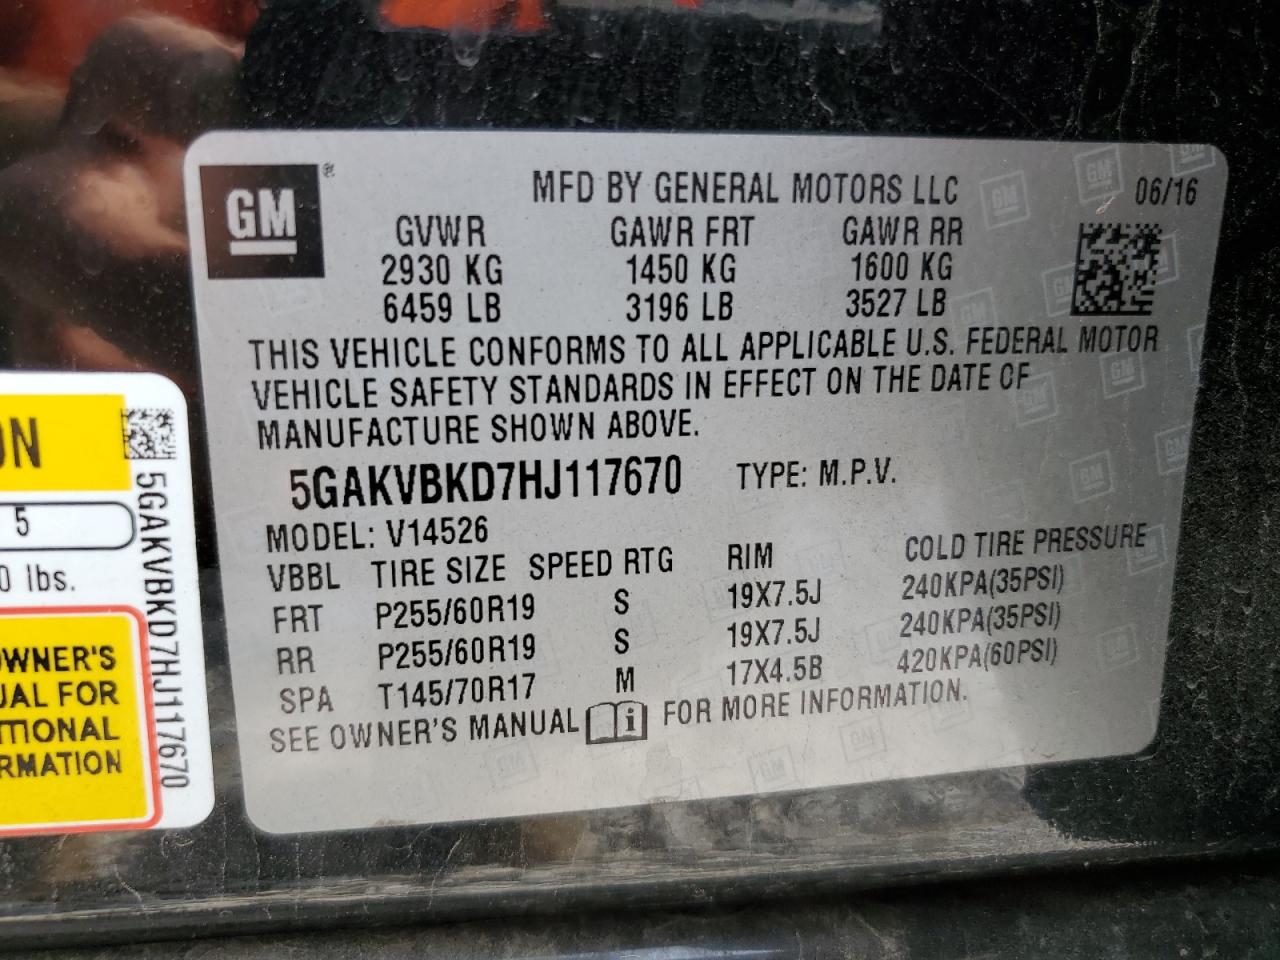 GM®
MFD BY GENERAL MOTORS LLC 06/16
GVWR GAWR FRT GAWR RR
2930 KG 1450 KG 1600 KG
6459 LB 3196 LB 3527 LB
THIS VEHICLE CONFORMS TO ALL APPLICABLE U.S. FEDERAL MOTOR
VEHICLE SAFETY STANDARDS IN EFFECT ON THE DATE OF
MANUFACTURE SHOWN ABOVE.
5GAKVBKD7HJ117670 TYPE: M.P.V.
MODEL: V14526
VBBL TIRE SIZE SPEED RTG RIM COLD TIRE PRESSURE
FRT P255/60R19 S 19X7.5J 240KPA(35PSI)
RR P255/60R19 S 19X7.5J 240KPA(35PSI)
SPA T145/70R17 M 17X4.5B 420KPA(60PSI)
SEE OWNER'S MANUAL i FOR MORE INFORMATION.
ON
5
0 lbs.
OWNER'S
UAL FOR
ITIONAL
RMATION
5GAKVBKD7HJ117670